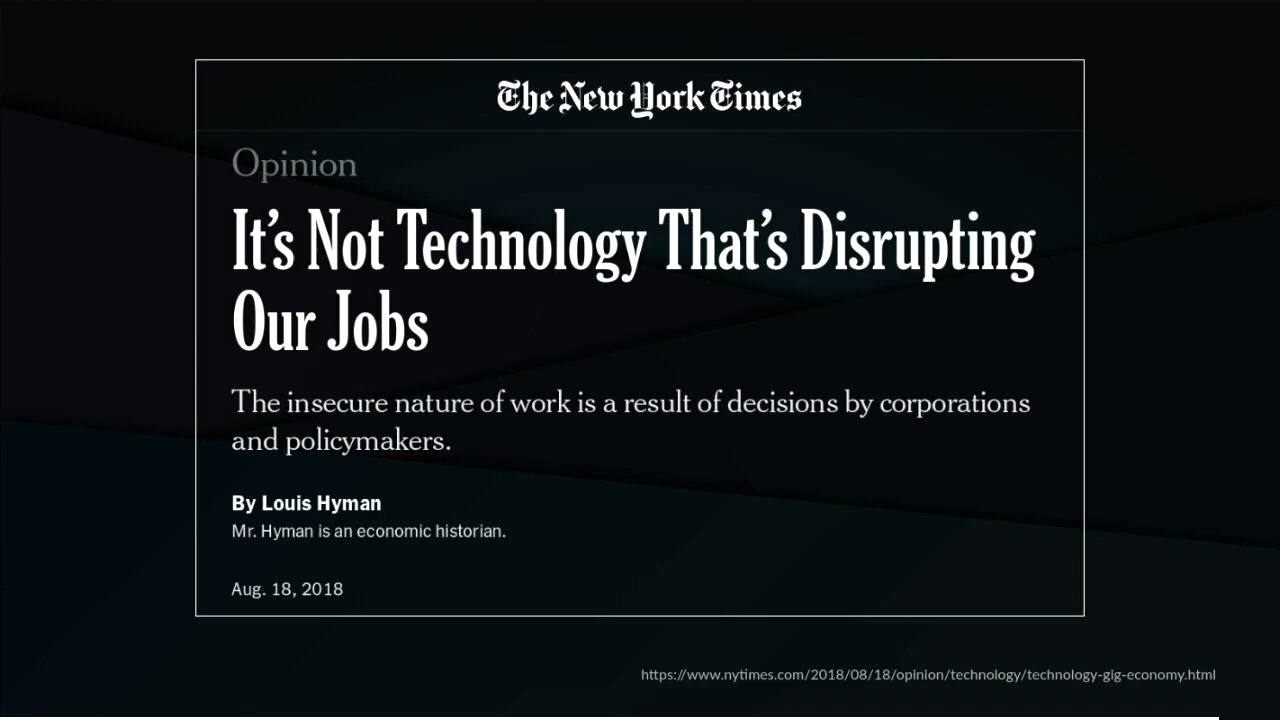 The New York Times
Opinion
It's Not Technology That's Disrupting
Our Jobs
The insecure nature of work is a result of decisions by corporations
and policymakers.
By Louis Hyman
Mr. Hyman is an economic historian.
Aug. 18, 2018
https://www.nytimes.com/2018/08/18/opinion/technology/technology-gig-economy.html